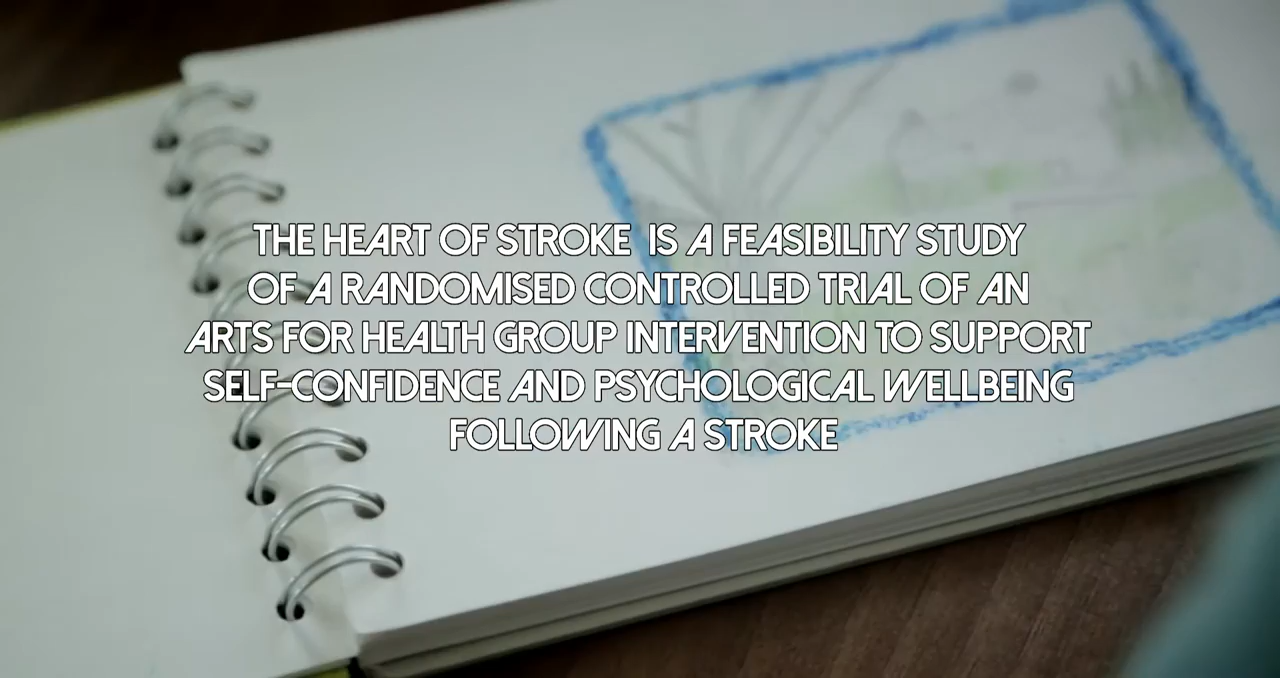 THE HEART OF STROKE IS A FEASIBILITY STUDY
OF A RANDOMISED CONTROLLED TRIAL OF AN
ARTS FOR HEALTH GROUP INTERVENTION TO SUPPORT
SELF-CONFIDENCE AND PSYCHOLOGICAL WELLBEING
FOLLOWING A STROKE